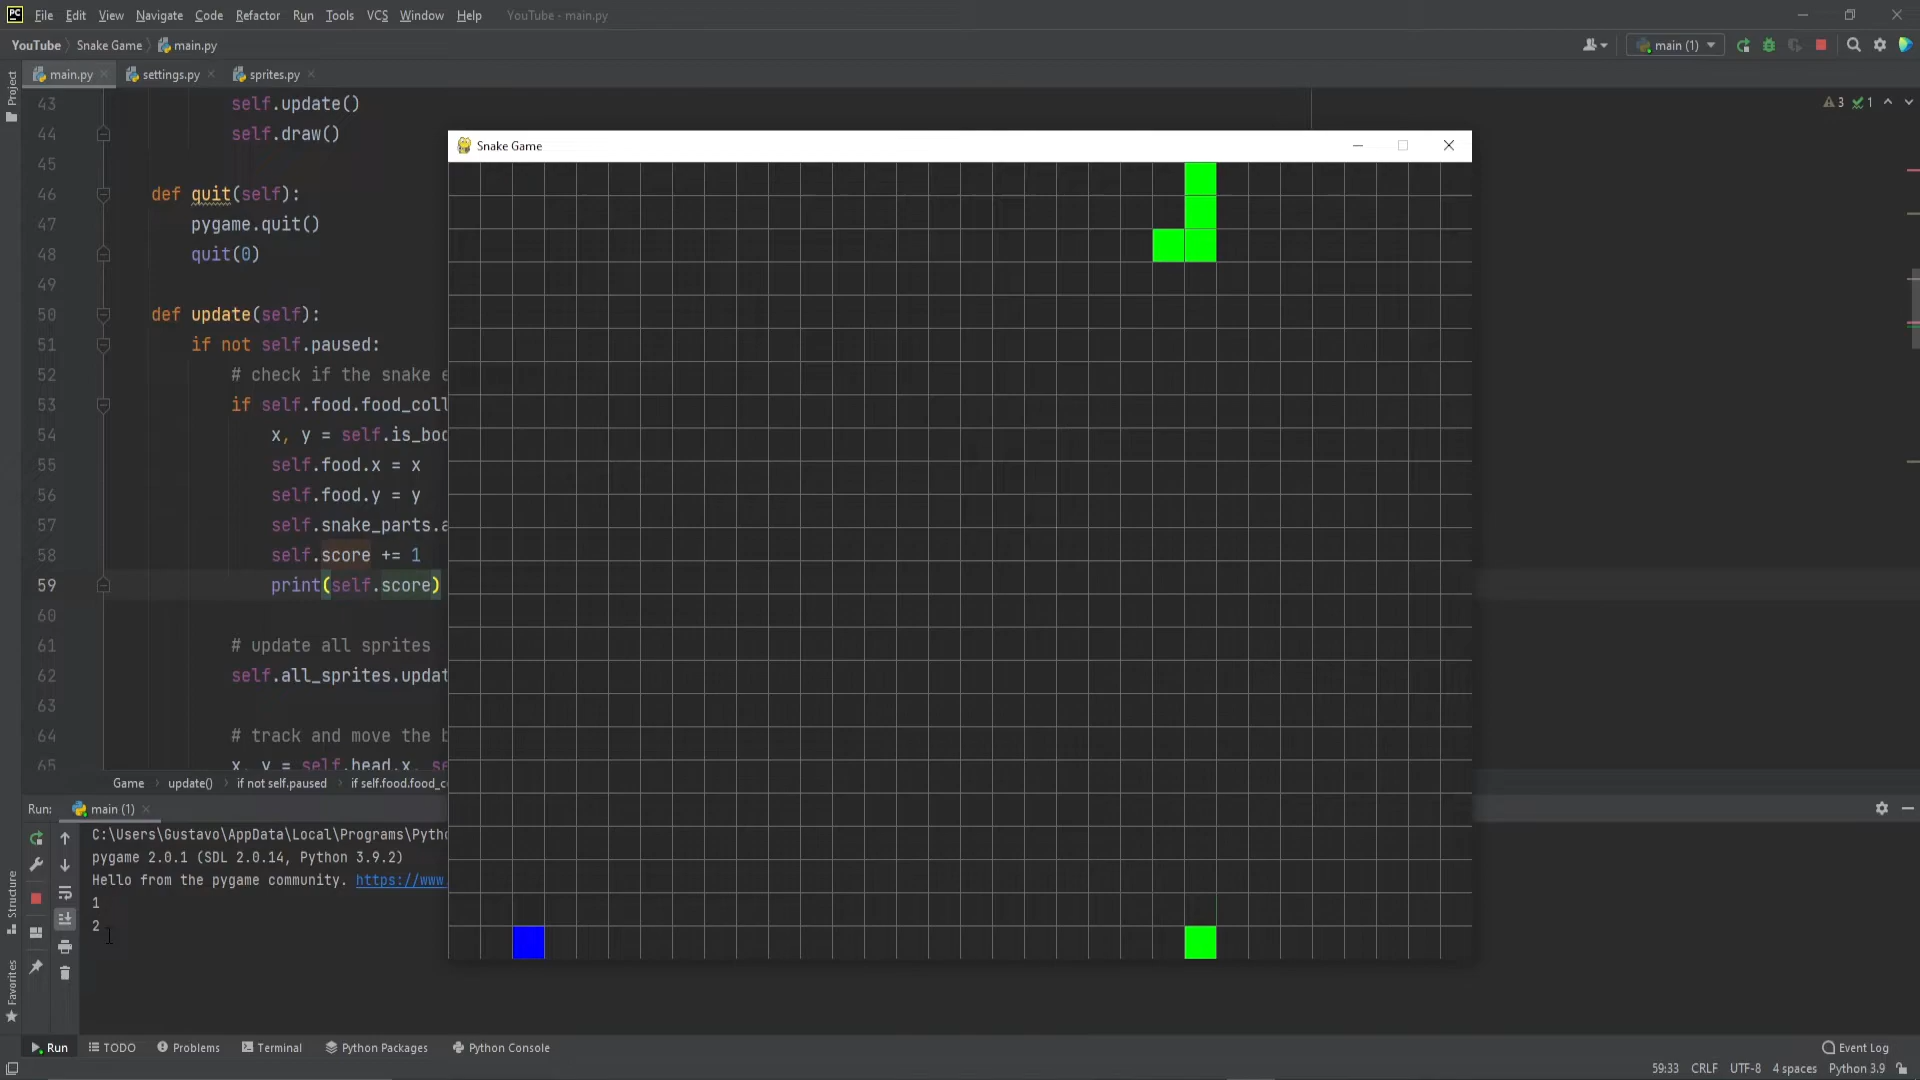 PC File Edit View Navigate Code Refactor Run Tools VCS Window Help YouTube - main.py
YouTube Snake Game main.py main (1)
main.py settings.py sprites.py
Project
3 1
43 self.update()
44 self.draw()
45
46 def quit(self):
47 pygame.quit()
48 quit(0)
49
50 def update(self):
51 if not self.paused:
52 # check if the snake e
53 if self.food.food_coll
54 x, y = self.is_bod
55 self.food.x = x
56 self.food.y = y
57 self.snake_parts.a
58 self.score += 1
59 print(self.score)
60
61 # update all sprites
62 self.all_sprites.updat
63
64 # track and move the b
65 x, y = self.head.x, se
Snake Game
Game update() if not self.paused if self.food.food_c
Run: main (1)
C:\Users\Gustavo\AppData\Local\Programs\Pytho
pygame 2.0.1 (SDL 2.0.14, Python 3.9.2)
Hello from the pygame community. https://www.
1
2
Structure
Favorites
Run TODO Problems Terminal Python Packages Python Console Event Log
59:33 CRLF UTF-8 4 spaces Python 3.9